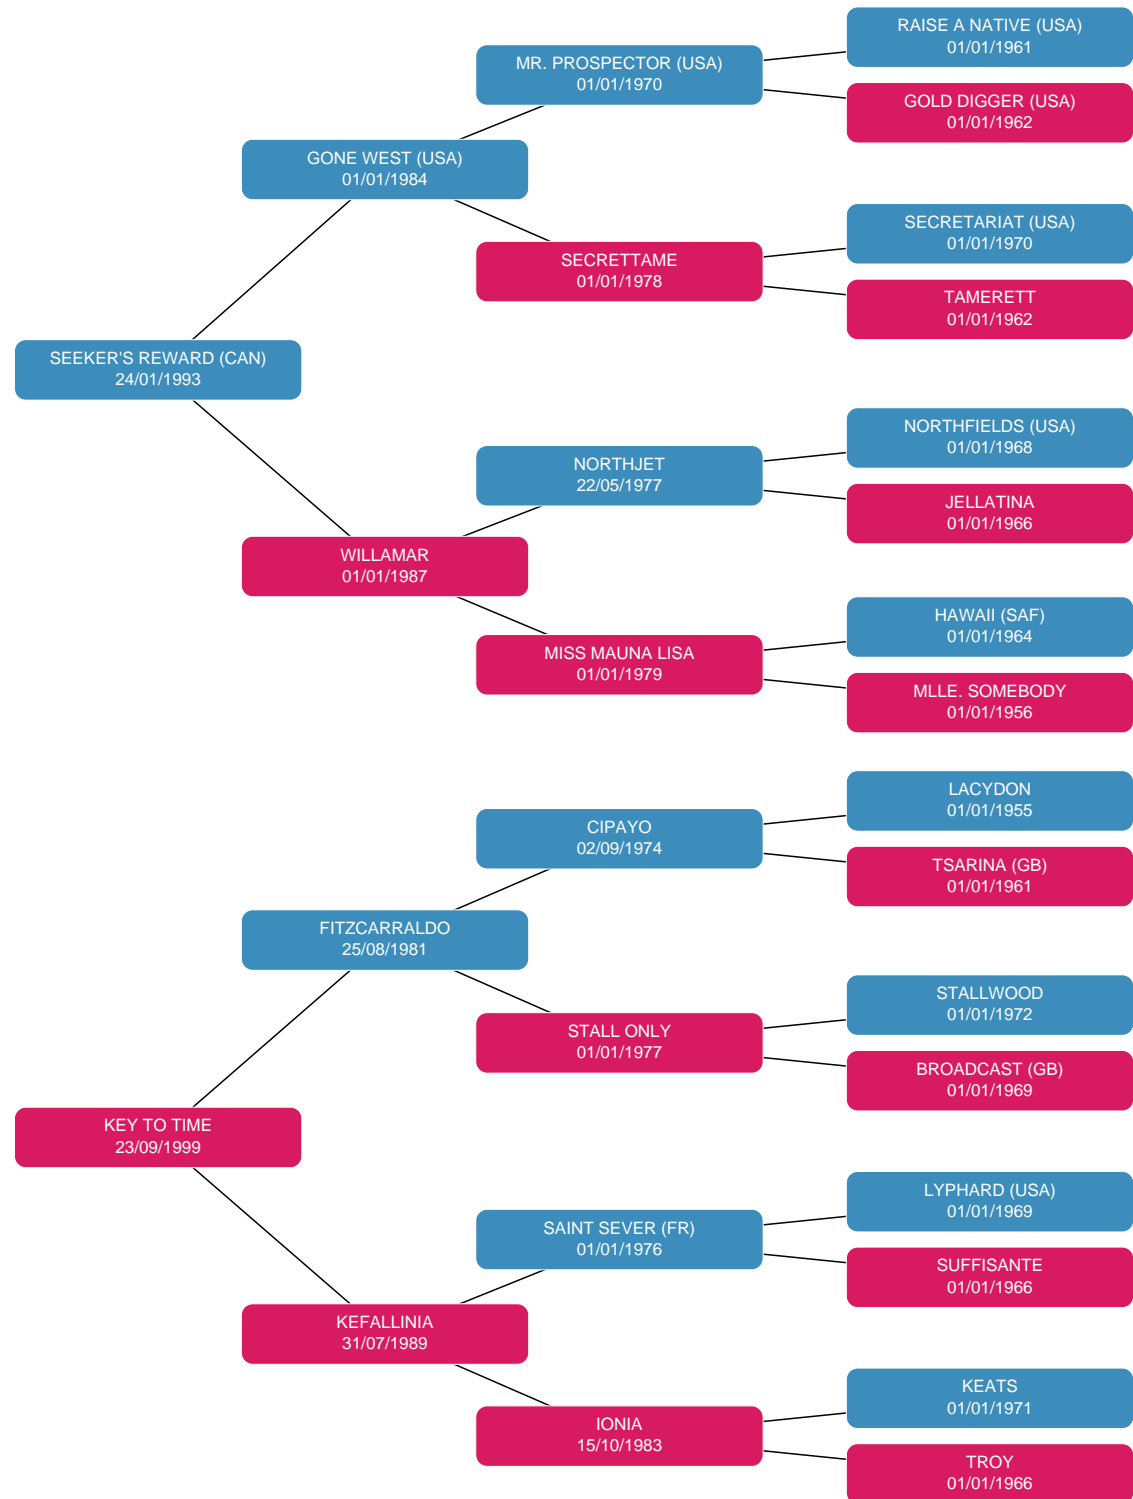 RAISE A NATIVE (USA)
01/01/1961
MR. PROSPECTOR (USA)
01/01/1970
GOLD DIGGER (USA)
01/01/1962
GONE WEST (USA)
01/01/1984
SECRETARIAT (USA)
01/01/1970
SECRETTAME
01/01/1978
TAMERETT
01/01/1962
SEEKER'S REWARD (CAN)
24/01/1993
NORTHFIELDS (USA)
01/01/1968
NORTHJET
22/05/1977
JELLATINA
01/01/1966
WILLAMAR
01/01/1987
HAWAII (SAF)
01/01/1964
MISS MAUNA LISA
01/01/1979
MLLE. SOMEBODY
01/01/1956
LACYDON
01/01/1955
CIPAYO
02/09/1974
TSARINA (GB)
01/01/1961
FITZCARRALDO
25/08/1981
STALLWOOD
01/01/1972
STALL ONLY
01/01/1977
BROADCAST (GB)
01/01/1969
KEY TO TIME
23/09/1999
LYPHARD (USA)
01/01/1969
SAINT SEVER (FR)
01/01/1976
SUFFISANTE
01/01/1966
KEFALLINIA
31/07/1989
KEATS
01/01/1971
IONIA
15/10/1983
TROY
01/01/1966